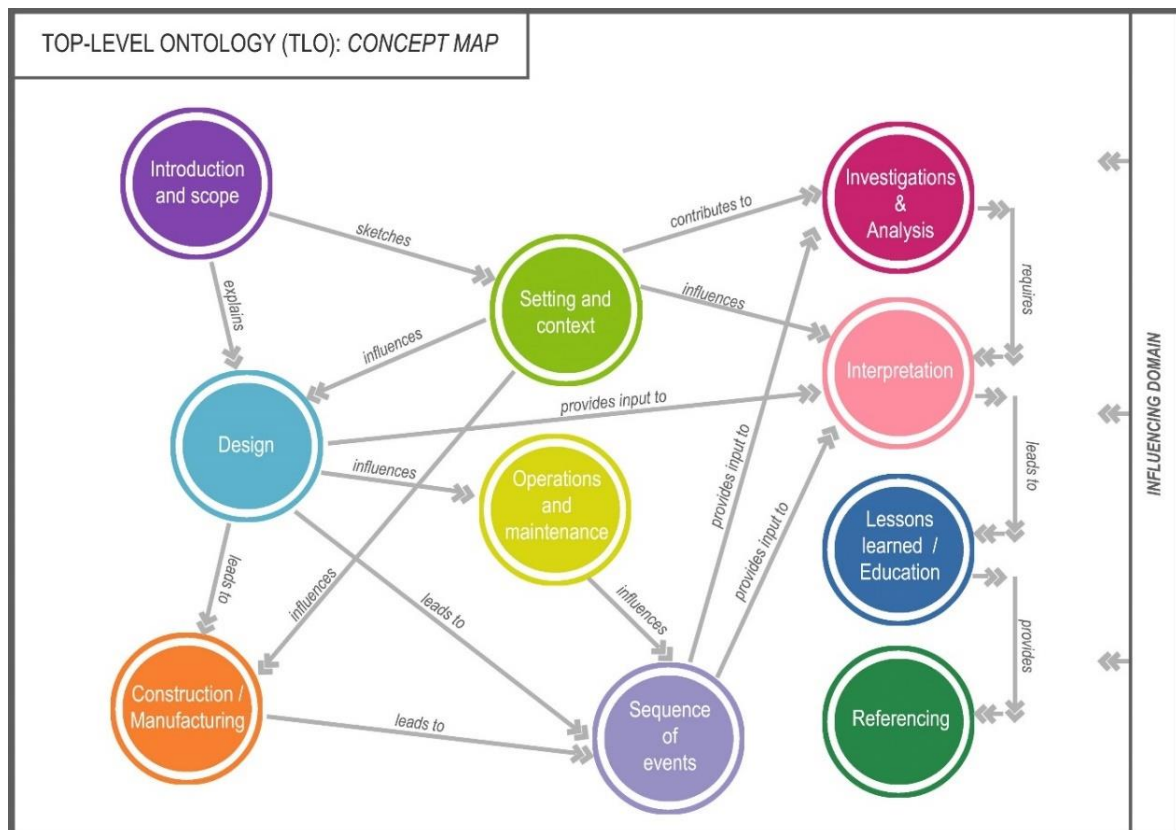 TOP-LEVEL ONTOLOGY (TLO): CONCEPT MAP
Introduction
and scope
sketches
explains
Setting and
context
contributes to
influences
influences
influences
Investigations
&
Analysis
requires
Interpretation
leads to
Design
provides input to
influences
leads to
leads to
Operations
and
maintenance
influences
provides input to
provides input to
Lessons
learned /
Education
provides
Construction /
Manufacturing
leads to
Sequence
of
events
Referencing
INFLUENCING DOMAIN